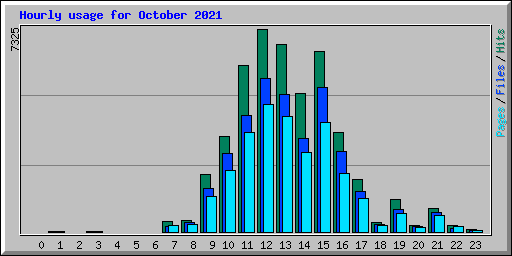 Hourly usage for October 2021
7325
Pages/Files/Hits
0 1 2 3 4 5 6 7 8 9 10 11 12 13 14 15 16 17 18 19 20 21 22 23